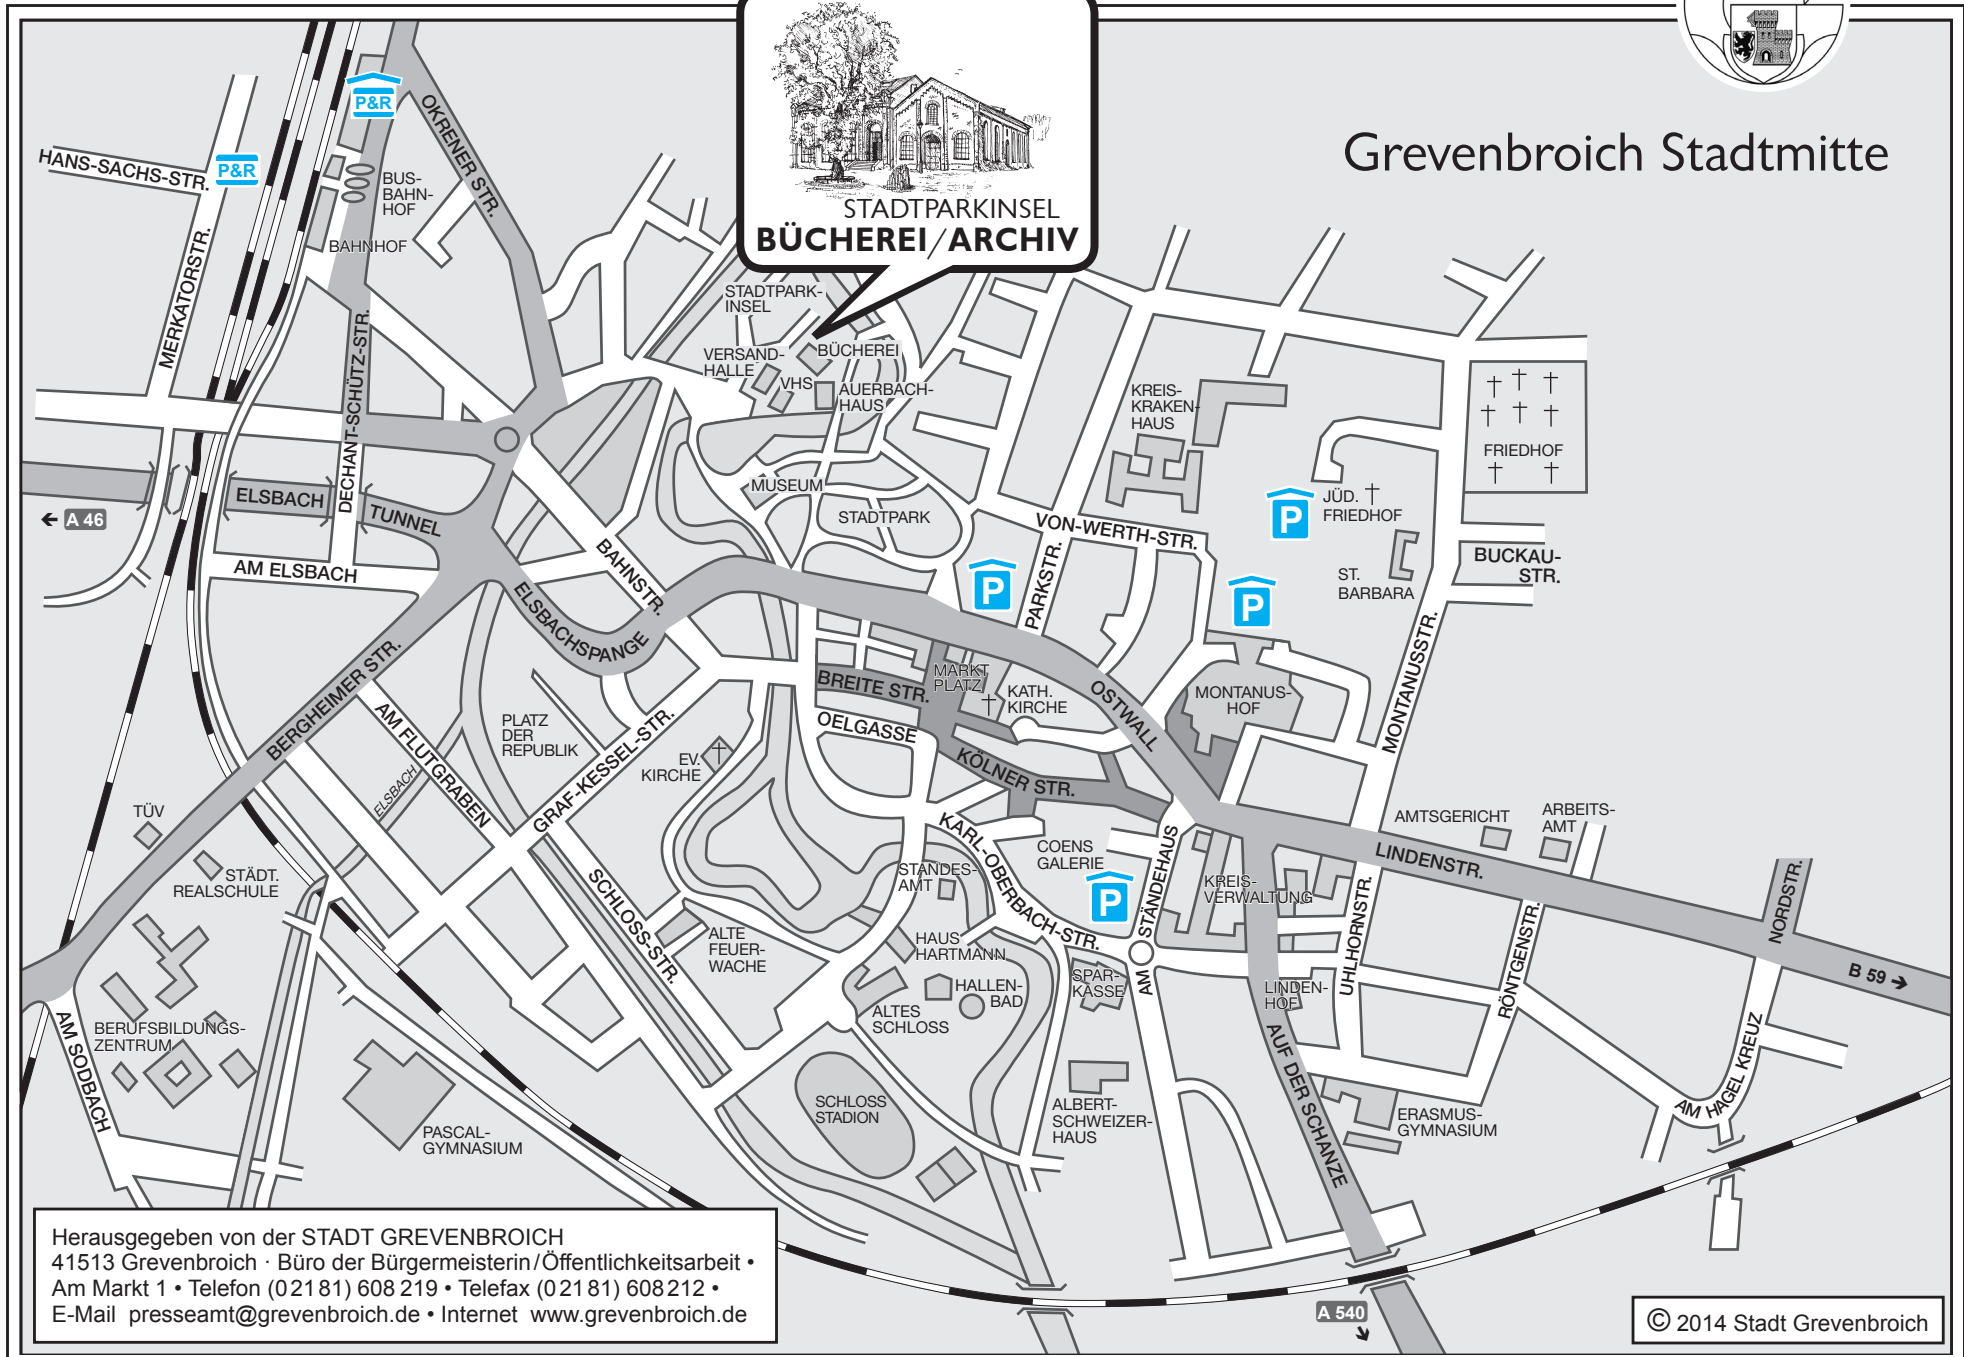 STADTPARKINSEL
BÜCHEREI/ARCHIV
Grevenbroich Stadtmitte
P&R
P&R
HANS-SACHS-STR.
MERKATORSTR.
BUS-
BAHN-
HOF
BAHNHOF
OKRENER STR.
DECHANT-SCHÜTZ-STR.
STADTPARK-
INSEL
VERSAND-
HALLE
BÜCHEREI
VHS
AUERBACH-
HAUS
MUSEUM
STADTPARK
KREIS-
KRAKEN-
HAUS
FRIEDHOF
P
JÜD.
FRIEDHOF
← A 46
ELSBACH
TUNNEL
AM ELSBACH
BAHNSTR.
ELSBACHSPANGE
VON-WERTH-STR.
PARKSTR.
P
P
ST.
BARBARA
BUCKAU-
STR.
MONTANUSSTR.
BERGHEIMER STR.
AM FLUTGRABEN
ELSBACH
PLATZ
DER
REPUBLIK
GRAF-KESSEL-STR.
EV.
KIRCHE
BREITE STR.
MARKT
PLATZ
KATH.
KIRCHE
OELGASSE
KÖLNER STR.
OSTWALL
MONTANUS-
HOF
TÜV
STÄDT.
REALSCHULE
SCHLOSS-STR.
ALTE
FEUER-
WACHE
STANDES-
AMT
KARL-OBERBACH-STR.
COENS
GALERIE
P
AM STÄNDEHAUS
KREIS-
VERWALTUNG
UHLHORNSTR.
LINDENSTR.
AMTSGERICHT
ARBEITS-
AMT
NORDSTR.
RÖNTGENSTR.
B 59 →
HAUS
HARTMANN
HALLEN-
BAD
ALTES
SCHLOSS
SPAR-
KASSE
LINDEN-
HOF
AUF DER SCHANZE
AM HAGEL KREUZ
BERUFSBILDUNGS-
ZENTRUM
AM SODBACH
PASCAL-
GYMNASIUM
SCHLOSS
STADION
ALBERT-
SCHWEIZER-
HAUS
ERASMUS-
GYMNASIUM
A 540
Herausgegeben von der STADT GREVENBROICH
41513 Grevenbroich · Büro der Bürgermeisterin/Öffentlichkeitsarbeit •
Am Markt 1 • Telefon (0 21 81) 608 219 • Telefax (0 21 81) 608 212 •
E-Mail presseamt@grevenbroich.de • Internet www.grevenbroich.de
© 2014 Stadt Grevenbroich